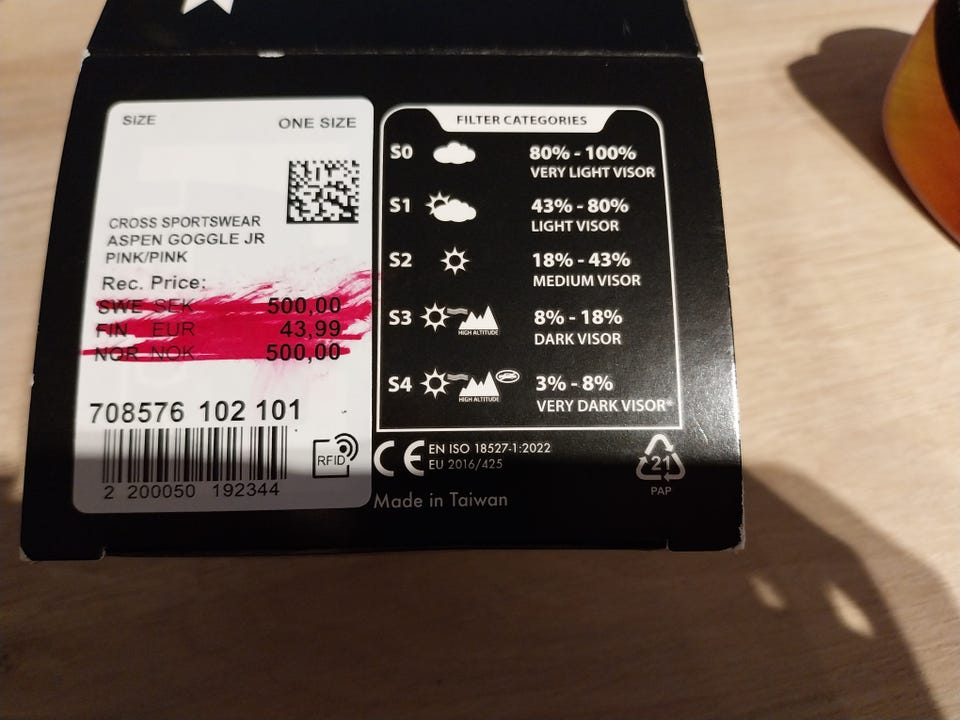 SIZE ONE SIZE
CROSS SPORTSWEAR
ASPEN GOGGLE JR
PINK/PINK
Rec. Price:
SWE SEK 500,00
FIN EUR 43,99
NOR NOK 500,00
708576 102 101
RFID
2 200050 192344
FILTER CATEGORIES
S0 80% - 100%
VERY LIGHT VISOR
S1 43% - 80%
LIGHT VISOR
S2 18% - 43%
MEDIUM VISOR
S3 HIGH ALTITUDE 8% - 18%
DARK VISOR
S4 HIGH ALTITUDE 3% - 8%
VERY DARK VISOR*
CE EN ISO 18527-1:2022
EU 2016/425
Made in Taiwan
21
PAP